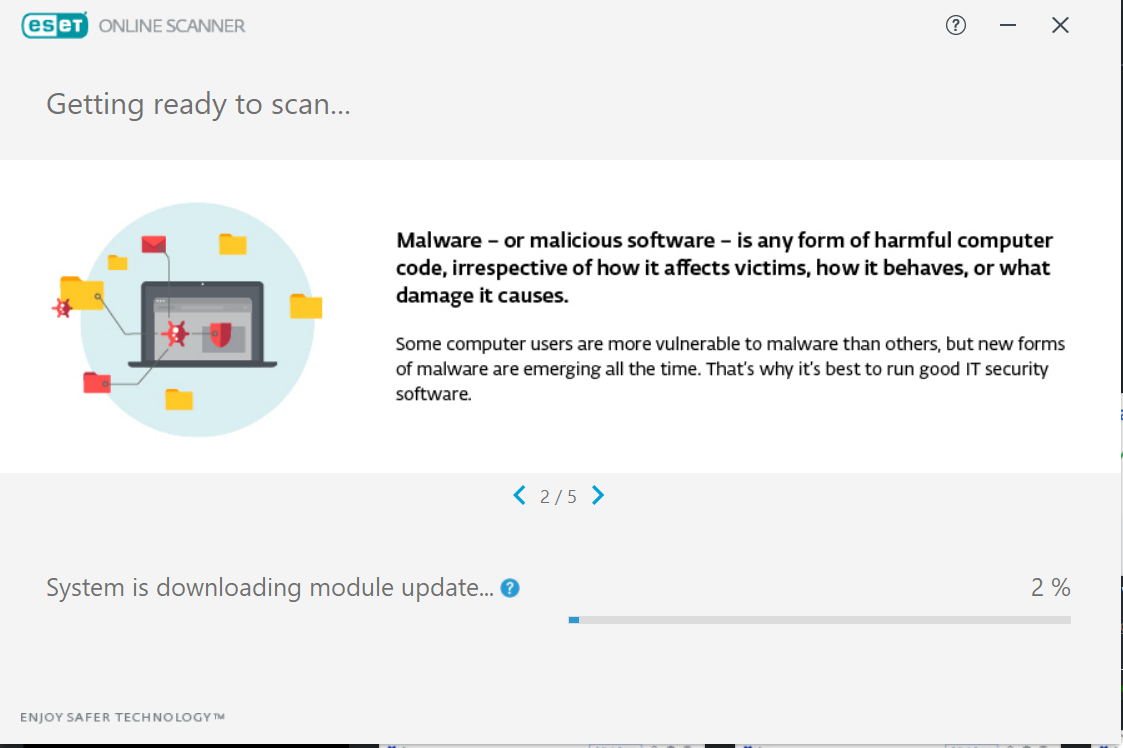 eseT ONLINE SCANNER
Getting ready to scan...
Malware – or malicious software – is any form of harmful computer
code, irrespective of how it affects victims, how it behaves, or what
damage it causes.
Some computer users are more vulnerable to malware than others, but new forms
of malware are emerging all the time. That's why it's best to run good IT security
software.
2 / 5
System is downloading module update... ?
2 %
ENJOY SAFER TECHNOLOGY™